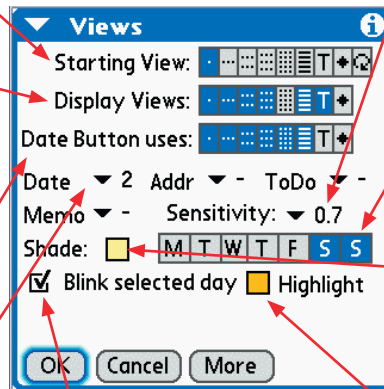 Views i
Starting View: T
Display Views: T
Date Button uses: T
Date 2 Addr - ToDo -
Memo - Sensitivity: 0.7
Shade: M T W T F S S
Blink selected day Highlight
OK Cancel More